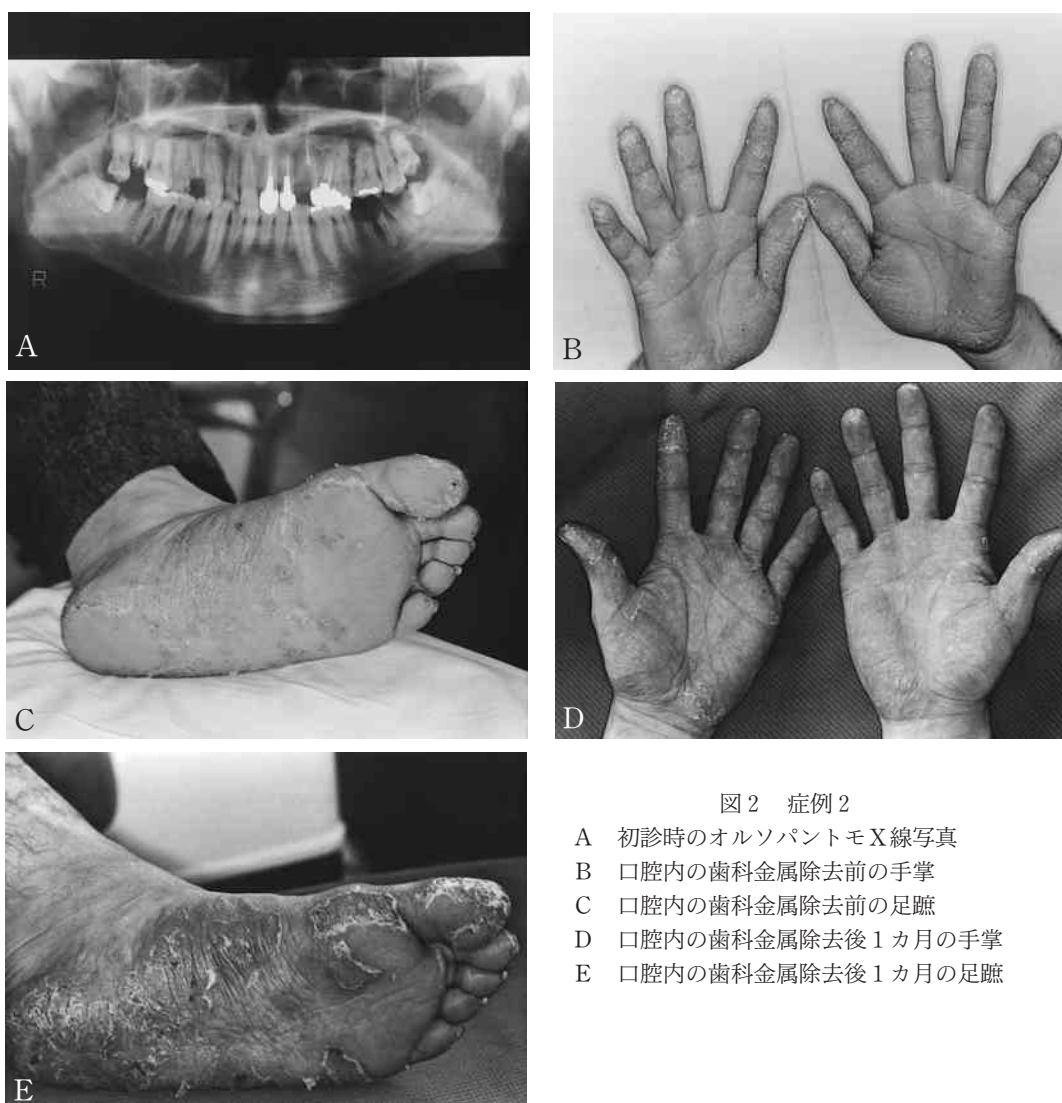 R
A
B
C
D
E
図2 症例2
A 初診時のオルソパントモX線写真
B 口腔内の歯科金属除去前の手掌
C 口腔内の歯科金属除去前の足蹠
D 口腔内の歯科金属除去後1カ月の手掌
E 口腔内の歯科金属除去後1カ月の足蹠